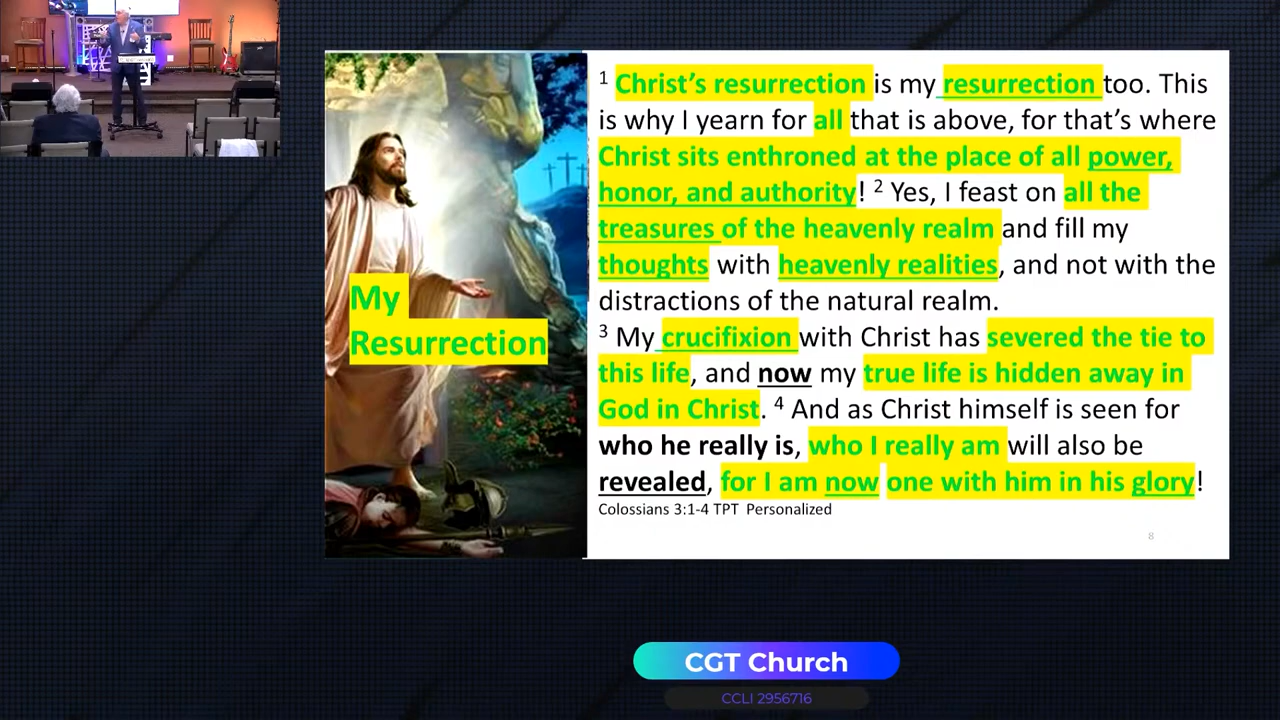 My
Resurrection
1 Christ’s resurrection is my resurrection too. This
is why I yearn for all that is above, for that’s where
Christ sits enthroned at the place of all power,
honor, and authority! 2 Yes, I feast on all the
treasures of the heavenly realm and fill my
thoughts with heavenly realities, and not with the
distractions of the natural realm.
3 My crucifixion with Christ has severed the tie to
this life, and now my true life is hidden away in
God in Christ. 4 And as Christ himself is seen for
who he really is, who I really am will also be
revealed, for I am now one with him in his glory!
Colossians 3:1-4 TPT Personalized
8
CGT Church
CCLI 2956716